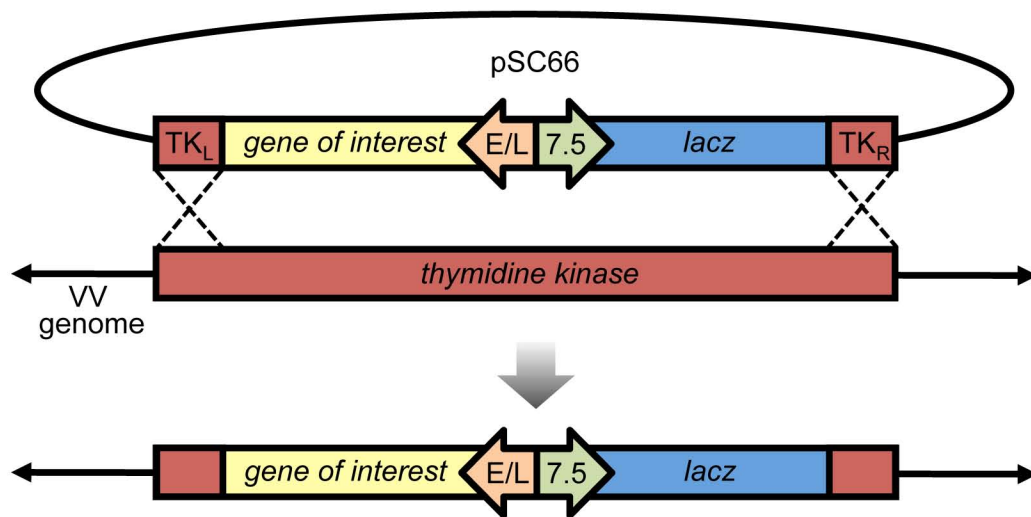 pSC66
TKL gene of interest E/L 7.5 lacz TKR
thymidine kinase
VV
genome
gene of interest E/L 7.5 lacz